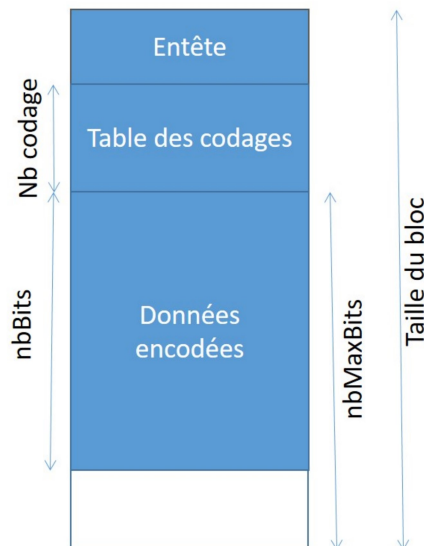 Entête
Nb codage
Table des codages
Taille du bloc
nbBits
Données
encodées
nbMaxBits